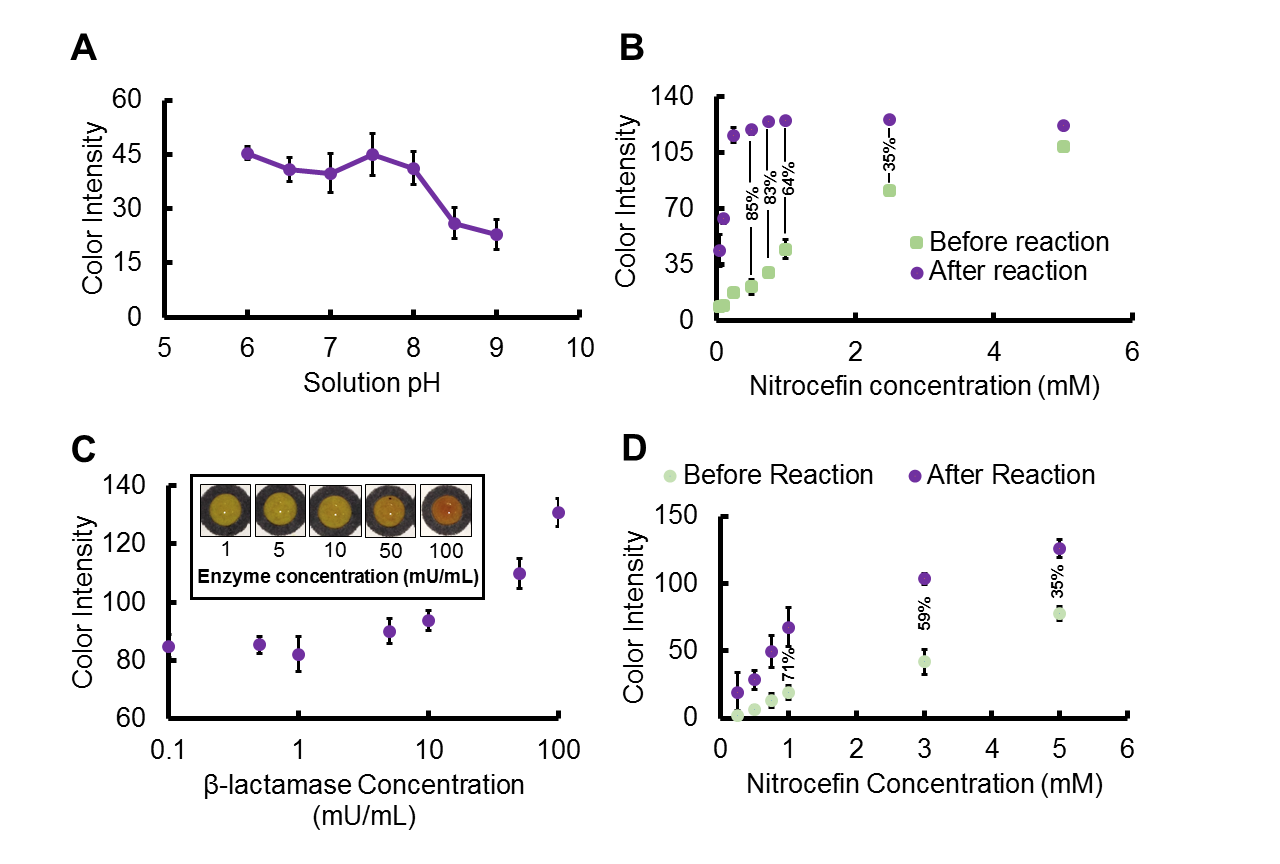 A
60
45
30
15
0
Color Intensity
5 6 7 8 9 10
Solution pH
B
140
105
70
35
0
Color Intensity
85%
83%
64%
35%
Before reaction
After reaction
0 2 4 6
Nitrocefin concentration (mM)
C
140
120
100
80
60
Color Intensity
1 5 10 50 100
Enzyme concentration (mU/mL)
0.1 1 10 100
β-lactamase Concentration
(mU/mL)
D
Before Reaction After Reaction
150
100
50
0
Color Intensity
71%
59%
35%
0 1 2 3 4 5 6
Nitrocefin Concentration (mM)